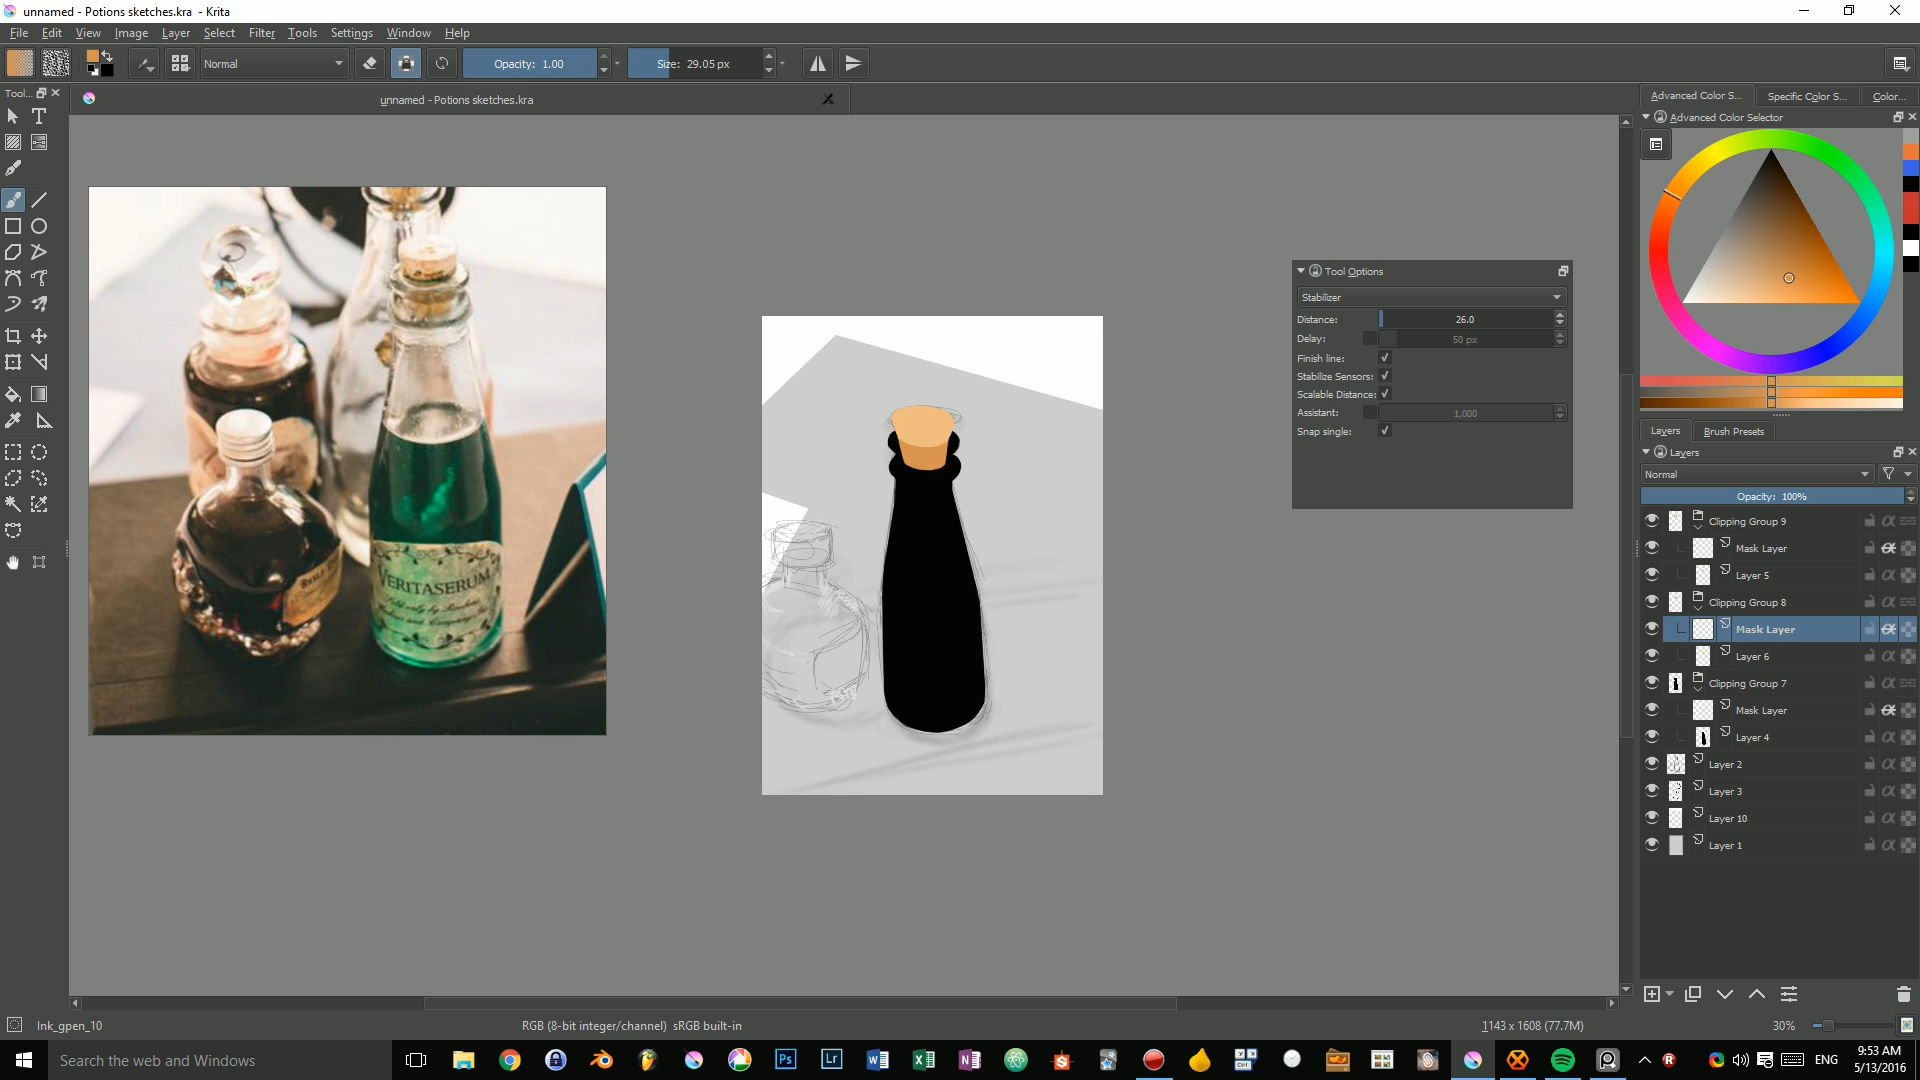 unnamed - Potions sketches.kra - Krita
File Edit View Image Layer Select Filter Tools Settings Window Help
Normal
Opacity: 1.00
Size: 29.05 px
Tool...
unnamed - Potions sketches.kra
Advanced Color S...
Specific Color S...
Color...
Advanced Color Selector
Tool Options
Stabilizer
Distance: 26.0
Delay: 50 px
Finish line:
Stabilize Sensors:
Scalable Distance:
Assistant: 1,000
Snap single:
VERITASERUM
Layers
Brush Presets
Layers
Normal
Opacity: 100%
Clipping Group 9
Mask Layer
Layer 5
Clipping Group 8
Mask Layer
Layer 6
Clipping Group 7
Mask Layer
Layer 4
Layer 2
Layer 3
Layer 10
Layer 1
Ink_gpen_10
RGB (8-bit integer/channel) sRGB built-in
1143 x 1608 (77.7M)
30%
Search the web and Windows
Ps
Lr
ENG
9:53 AM
5/13/2016